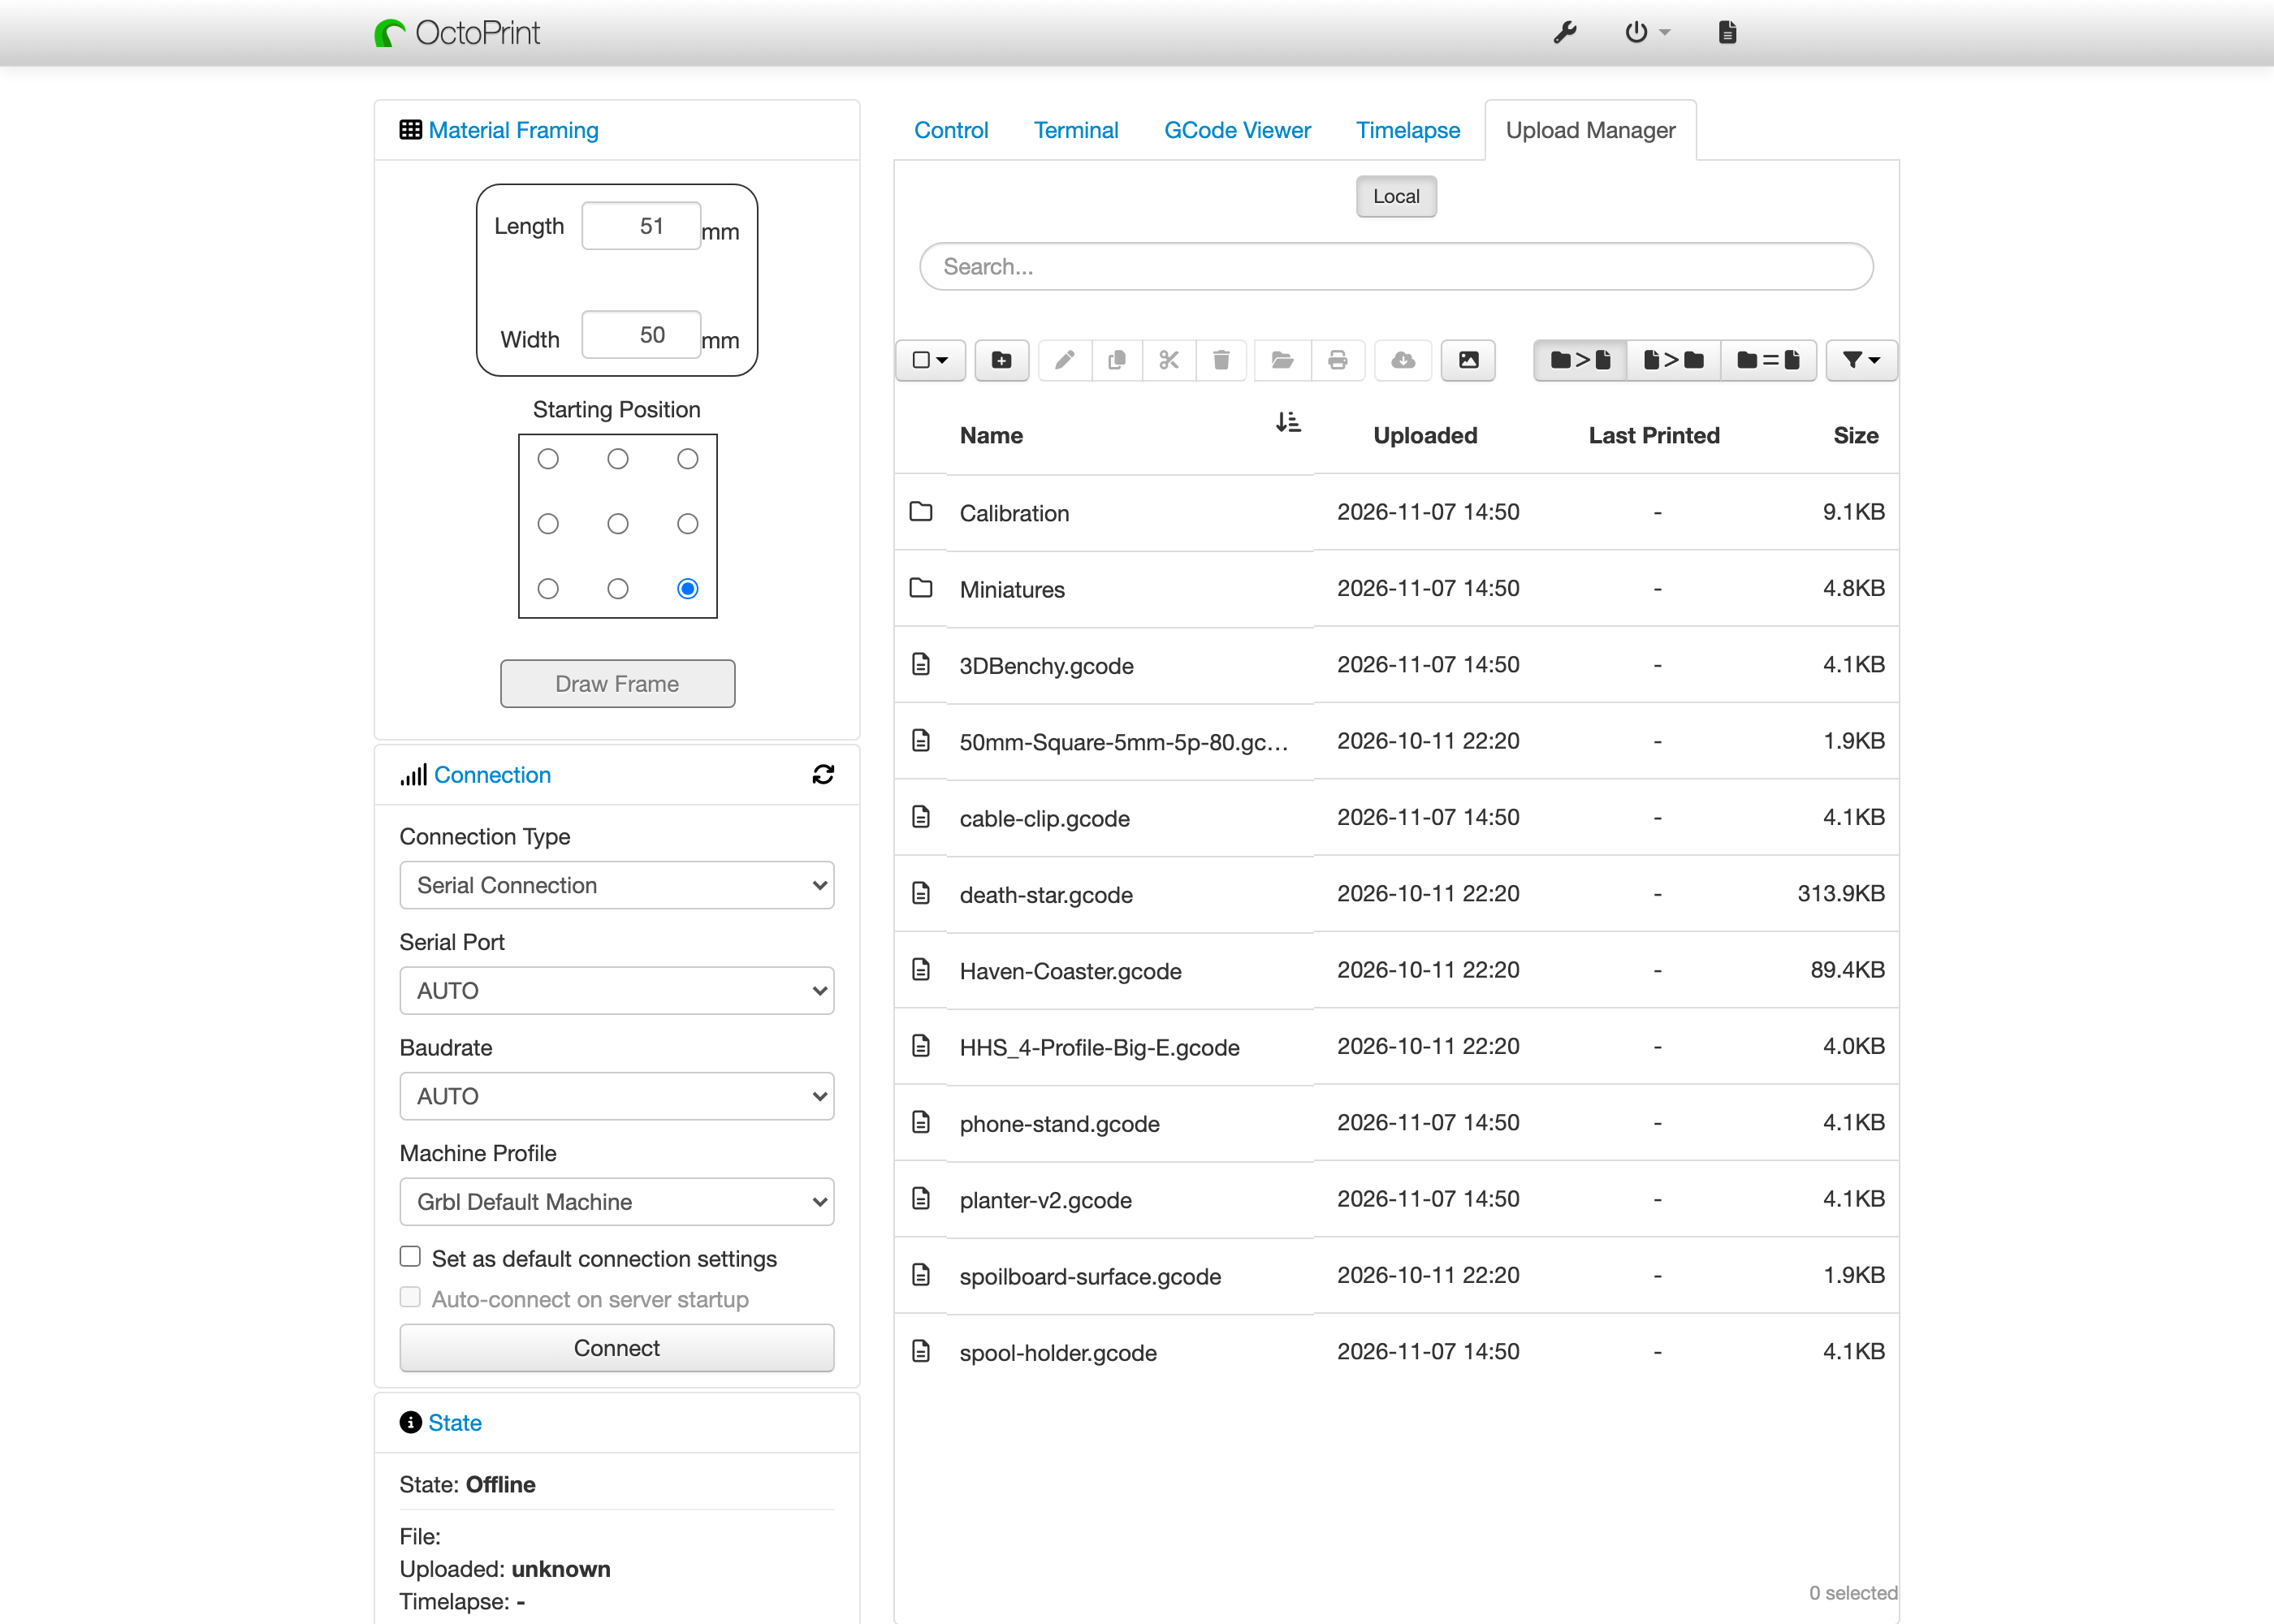 OctoPrint
Material Framing
Length 51 mm
Width 50 mm
Starting Position
Draw Frame
Connection
Connection Type
Serial Connection
Serial Port
AUTO
Baudrate
AUTO
Machine Profile
Grbl Default Machine
Set as default connection settings
Auto-connect on server startup
Connect
State
State: Offline
File:
Uploaded: unknown
Timelapse: -
Control Terminal GCode Viewer Timelapse Upload Manager
Local
Search...
Name Uploaded Last Printed Size
Calibration 2026-11-07 14:50 - 9.1KB
Miniatures 2026-11-07 14:50 - 4.8KB
3DBenchy.gcode 2026-11-07 14:50 - 4.1KB
50mm-Square-5mm-5p-80.gc... 2026-10-11 22:20 - 1.9KB
cable-clip.gcode 2026-11-07 14:50 - 4.1KB
death-star.gcode 2026-10-11 22:20 - 313.9KB
Haven-Coaster.gcode 2026-10-11 22:20 - 89.4KB
HHS_4-Profile-Big-E.gcode 2026-10-11 22:20 - 4.0KB
phone-stand.gcode 2026-11-07 14:50 - 4.1KB
planter-v2.gcode 2026-11-07 14:50 - 4.1KB
spoilboard-surface.gcode 2026-10-11 22:20 - 1.9KB
spool-holder.gcode 2026-11-07 14:50 - 4.1KB
0 selected